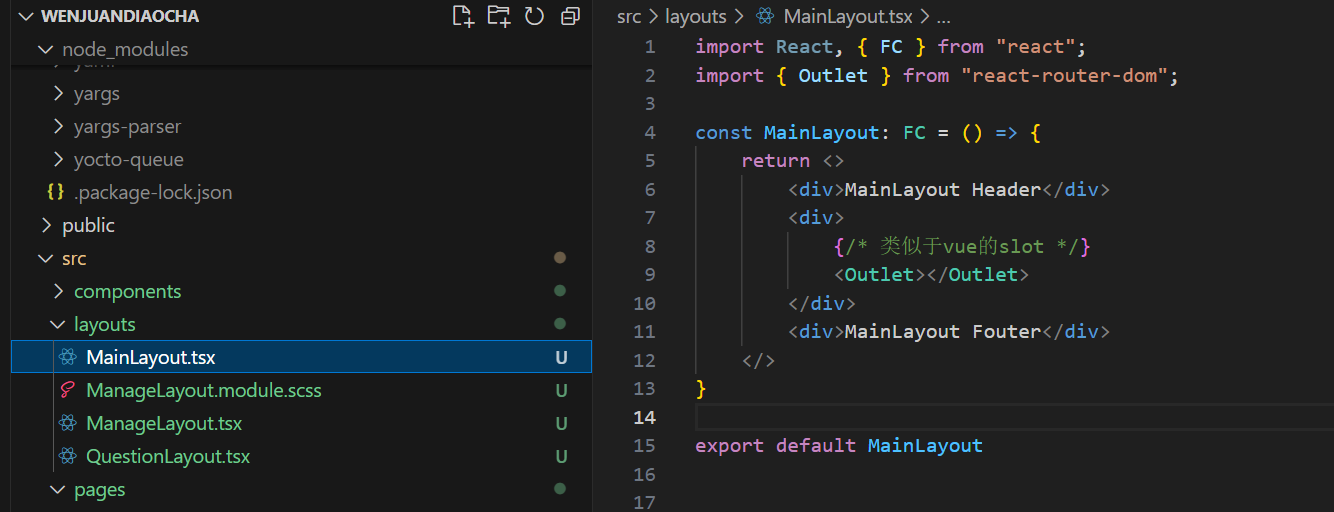 WENJUANDIAOCHA
node_modules
yargs
yargs-parser
yocto-queue
{} .package-lock.json
public
src
components
layouts
MainLayout.tsx U
ManageLayout.module.scss U
ManageLayout.tsx U
QuestionLayout.tsx U
pages
src > layouts > MainLayout.tsx > ...
1 import React, { FC } from "react";
2 import { Outlet } from "react-router-dom";
3
4 const MainLayout: FC = () => {
5 return <>
6 <div>MainLayout Header</div>
7 <div>
8 {/* 类似于vue的slot */}
9 <Outlet></Outlet>
10 </div>
11 <div>MainLayout Fouter</div>
12 </>
13 }
14
15 export default MainLayout
16
17